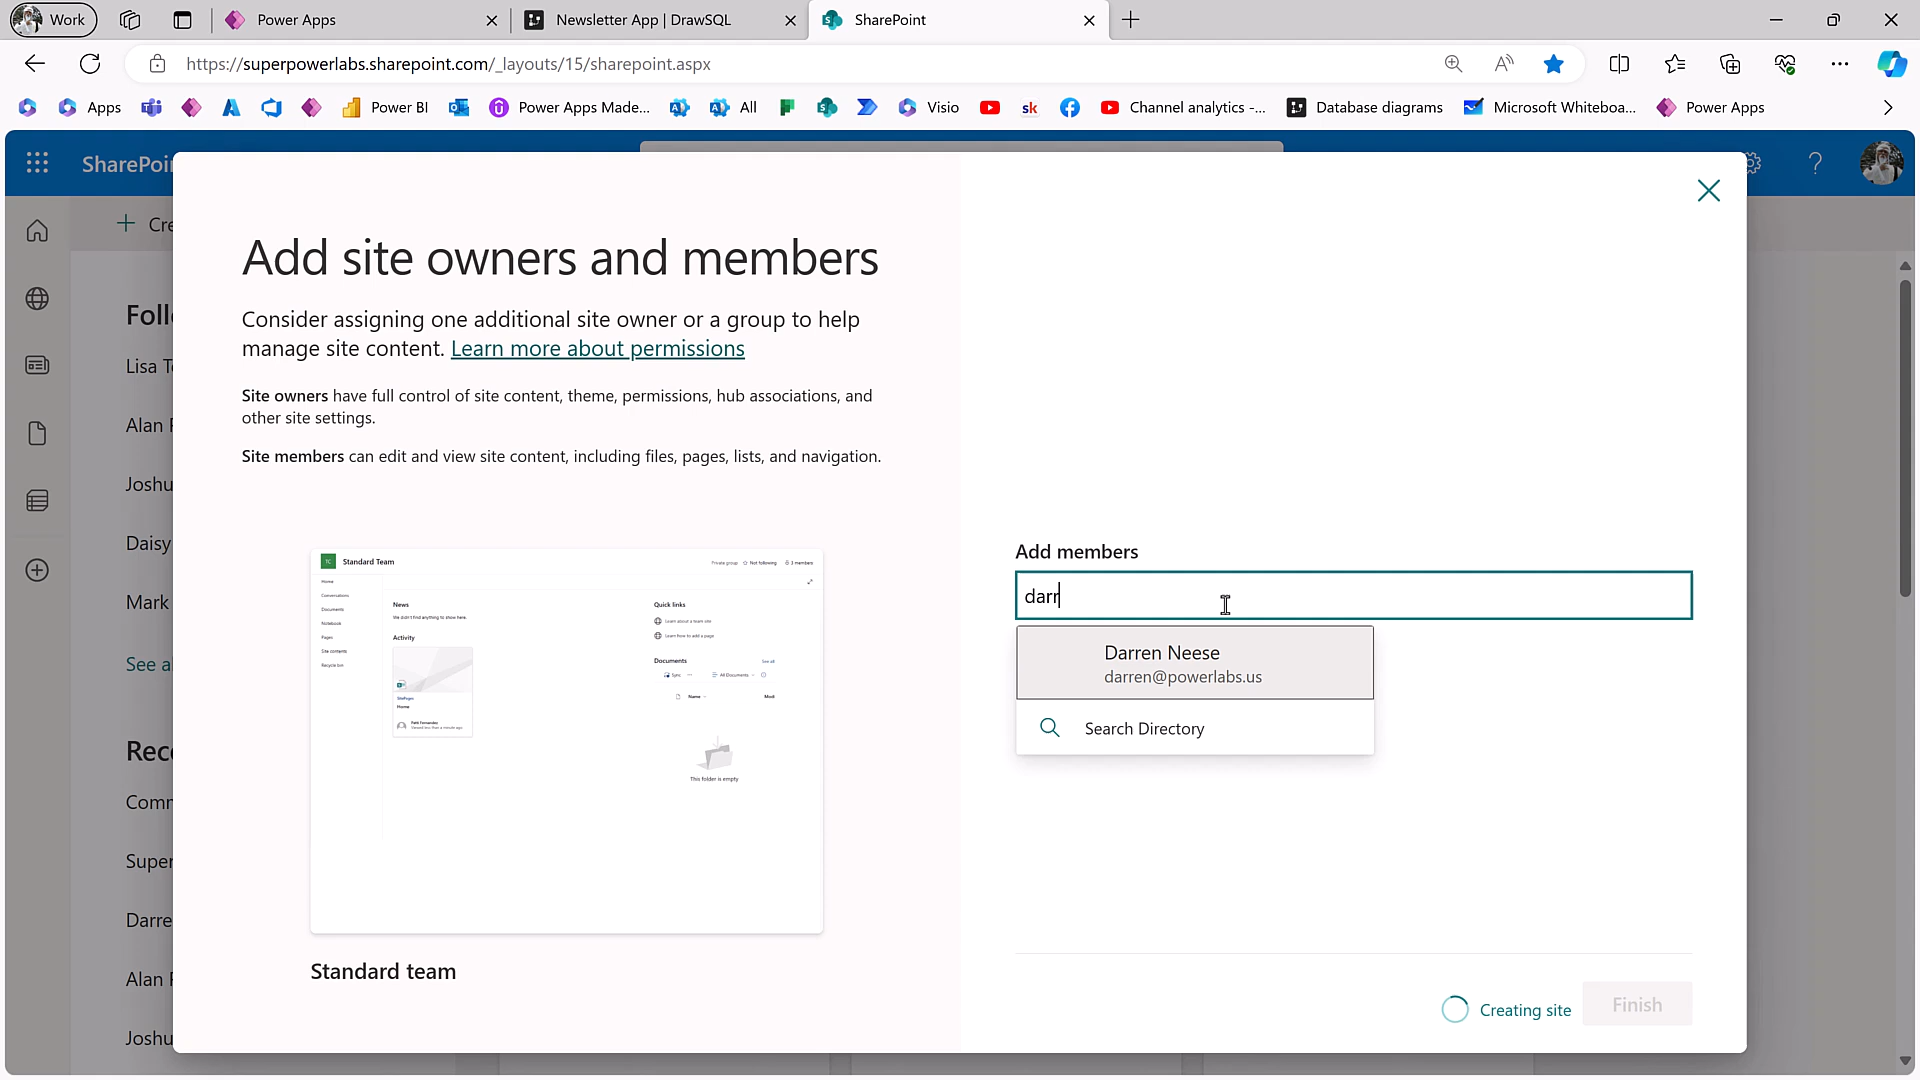 Work
Power Apps
Newsletter App | DrawSQL
SharePoint
https://superpowerlabs.sharepoint.com/_layouts/15/sharepoint.aspx
Apps
Power BI
Power Apps Made...
All
Visio
sk
Channel analytics -...
Database diagrams
Microsoft Whiteboa...
Power Apps
SharePoin
Cre
Foll
Lisa T
Alan
Joshu
Daisy
Mark
See al
Rec
Comm
Super
Darre
Alan
Joshu
Add site owners and members
Consider assigning one additional site owner or a group to help
manage site content. Learn more about permissions
Site owners have full control of site content, theme, permissions, hub associations, and
other site settings.
Site members can edit and view site content, including files, pages, lists, and navigation.
TC Standard Team
Private group Not following 3 members
Home
Conversations
Documents
Notebook
Pages
Site contents
Recycle bin
News
We didn't find anything to show here.
Activity
SitePages
Home
Viewed less than a minute ago
Quick links
Learn about a team site
Learn how to add a page
Documents
See all
Sync
All Documents
Name
Modi
This folder is empty
Standard team
Add members
darr
Darren Neese
darren@powerlabs.us
Search Directory
Creating site
Finish